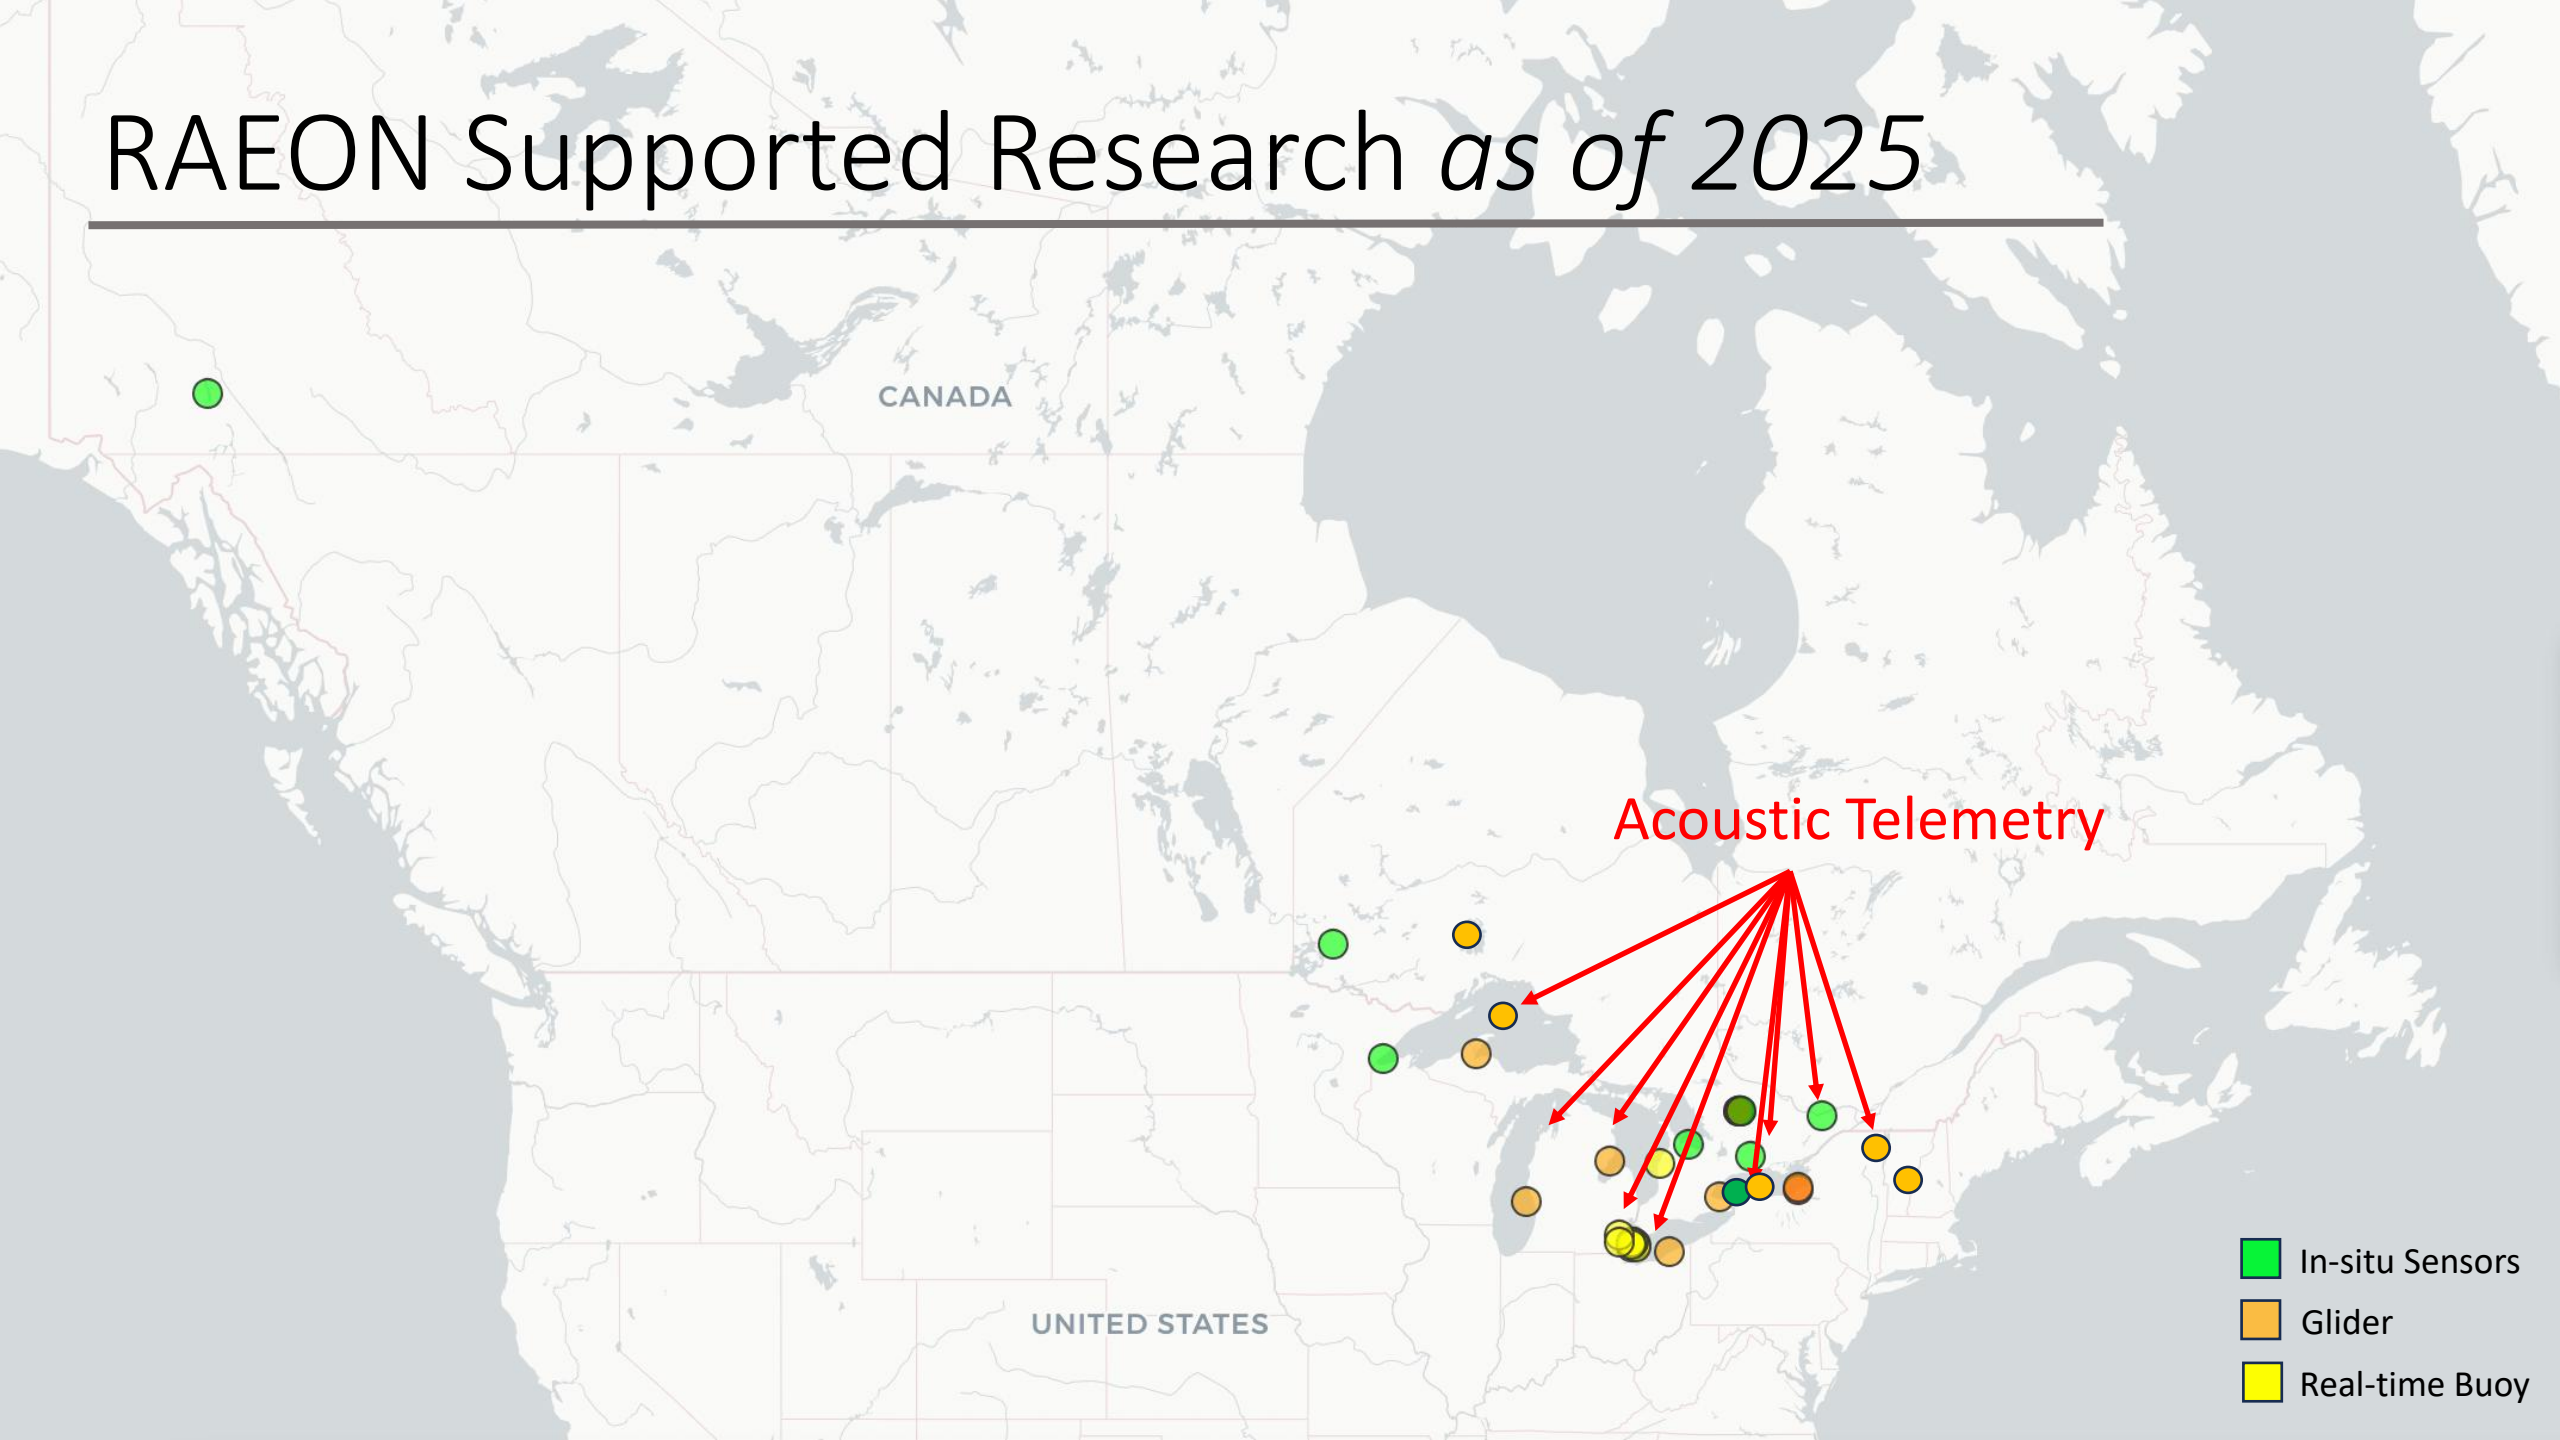 RAEON Supported Research as of 2025
CANADA
Acoustic Telemetry
UNITED STATES
In-situ Sensors
Glider
Real-time Buoy